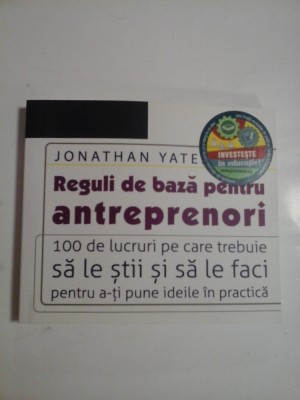 JONATHAN YATE
INVESTEȘTE
în educație!
Reguli de bază pentru
antreprenori
100 de lucruri pe care trebuie
să le știi și să le faci
pentru a-ți pune ideile în practică